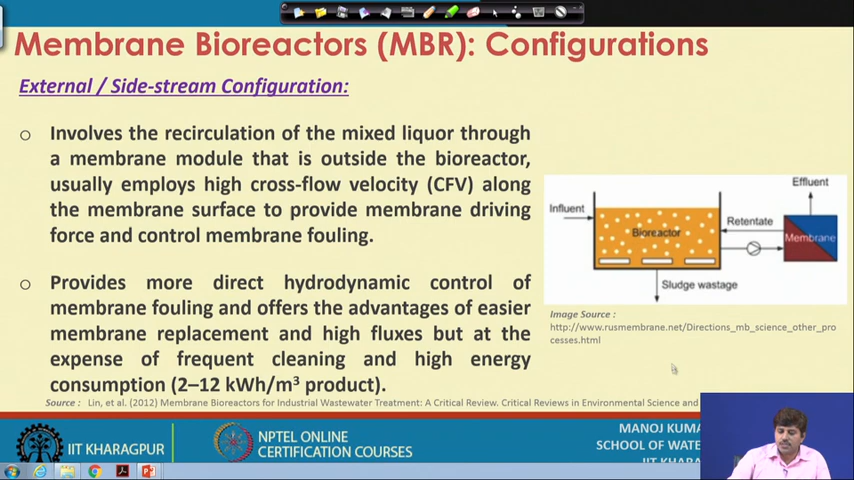 Membrane Bioreactors (MBR): Configurations
External / Side-stream Configuration:
Involves the recirculation of the mixed liquor through
a membrane module that is outside the bioreactor,
usually employs high cross-flow velocity (CFV) along
the membrane surface to provide membrane driving
force and control membrane fouling.
Provides more direct hydrodynamic control of
membrane fouling and offers the advantages of easier
membrane replacement and high fluxes but at the
expense of frequent cleaning and high energy
consumption (2–12 kWh/m³ product).
Influent
Bioreactor
Effluent
Retentate
Membrane
Sludge wastage
Image Source :
http://www.rusmembrane.net/Directions_mb_science_other_pro
cesses.html
Source : Lin, et al. (2012) Membrane Bioreactors for Industrial Wastewater Treatment: A Critical Review. Critical Reviews in Environmental Science and
IIT KHARAGPUR
NPTEL ONLINE
CERTIFICATION COURSES
MANOJ KUMA
SCHOOL OF WATE
IIT KHARA